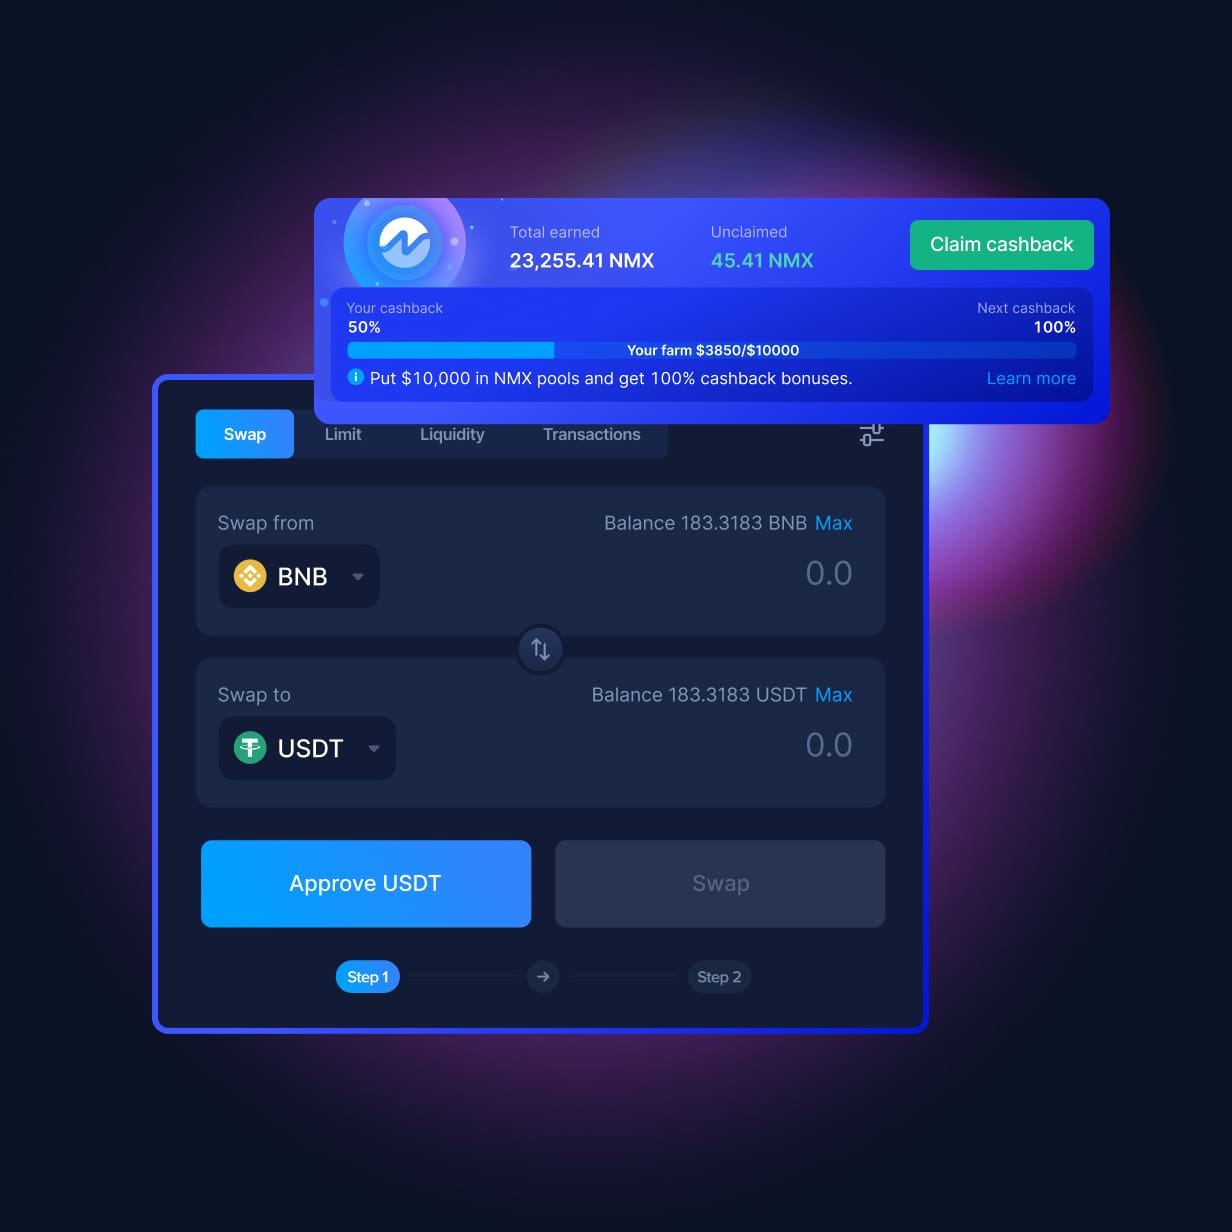 Total earned
Unclaimed
23,255.41 NMX
45.41 NMX
Claim cashback
Your cashback
Next cashback
50%
100%
Your farm $3850/$10000
Put $10,000 in NMX pools and get 100% cashback bonuses.
Learn more
Swap
Limit
Liquidity
Transactions
Swap from
Balance 183.3183 BNB Max
BNB
0.0
Swap to
Balance 183.3183 USDT Max
USDT
0.0
Approve USDT
Swap
Step 1
Step 2